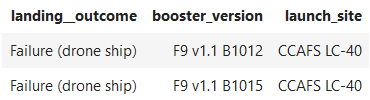 landing__outcome booster_version launch_site
Failure (drone ship) F9 v1.1 B1012 CCAFS LC-40
Failure (drone ship) F9 v1.1 B1015 CCAFS LC-40